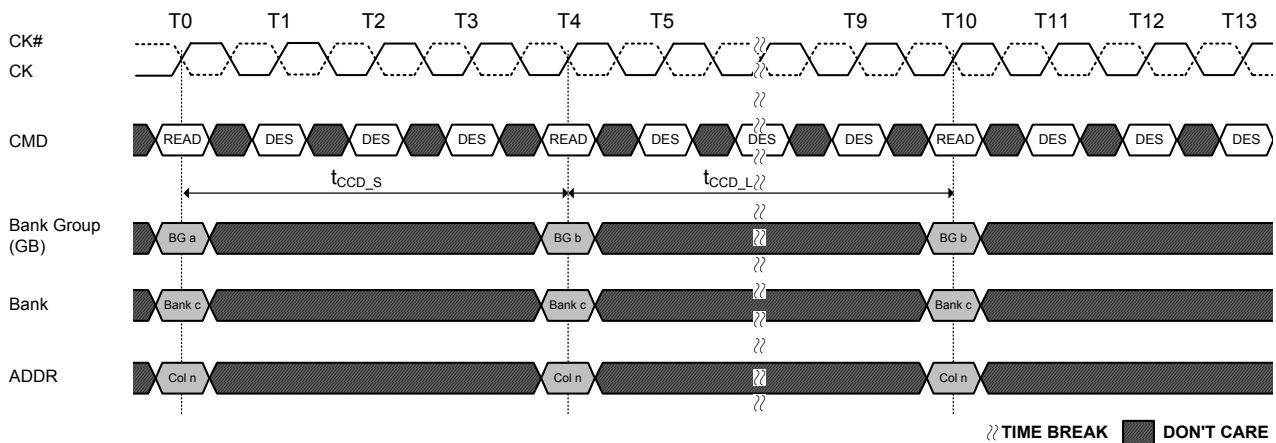 T0 T1 T2 T3 T4 T5 T9 T10 T11 T12 T13
CK#
CK
CMD READ DES DES DES READ DES DES DES READ DES DES DES
tCCD_S tCCD_L
Bank Group
(GB)
BG a BG b BG b
Bank Bank c Bank c Bank c
ADDR Col n Col n Col n
TIME BREAK DON'T CARE